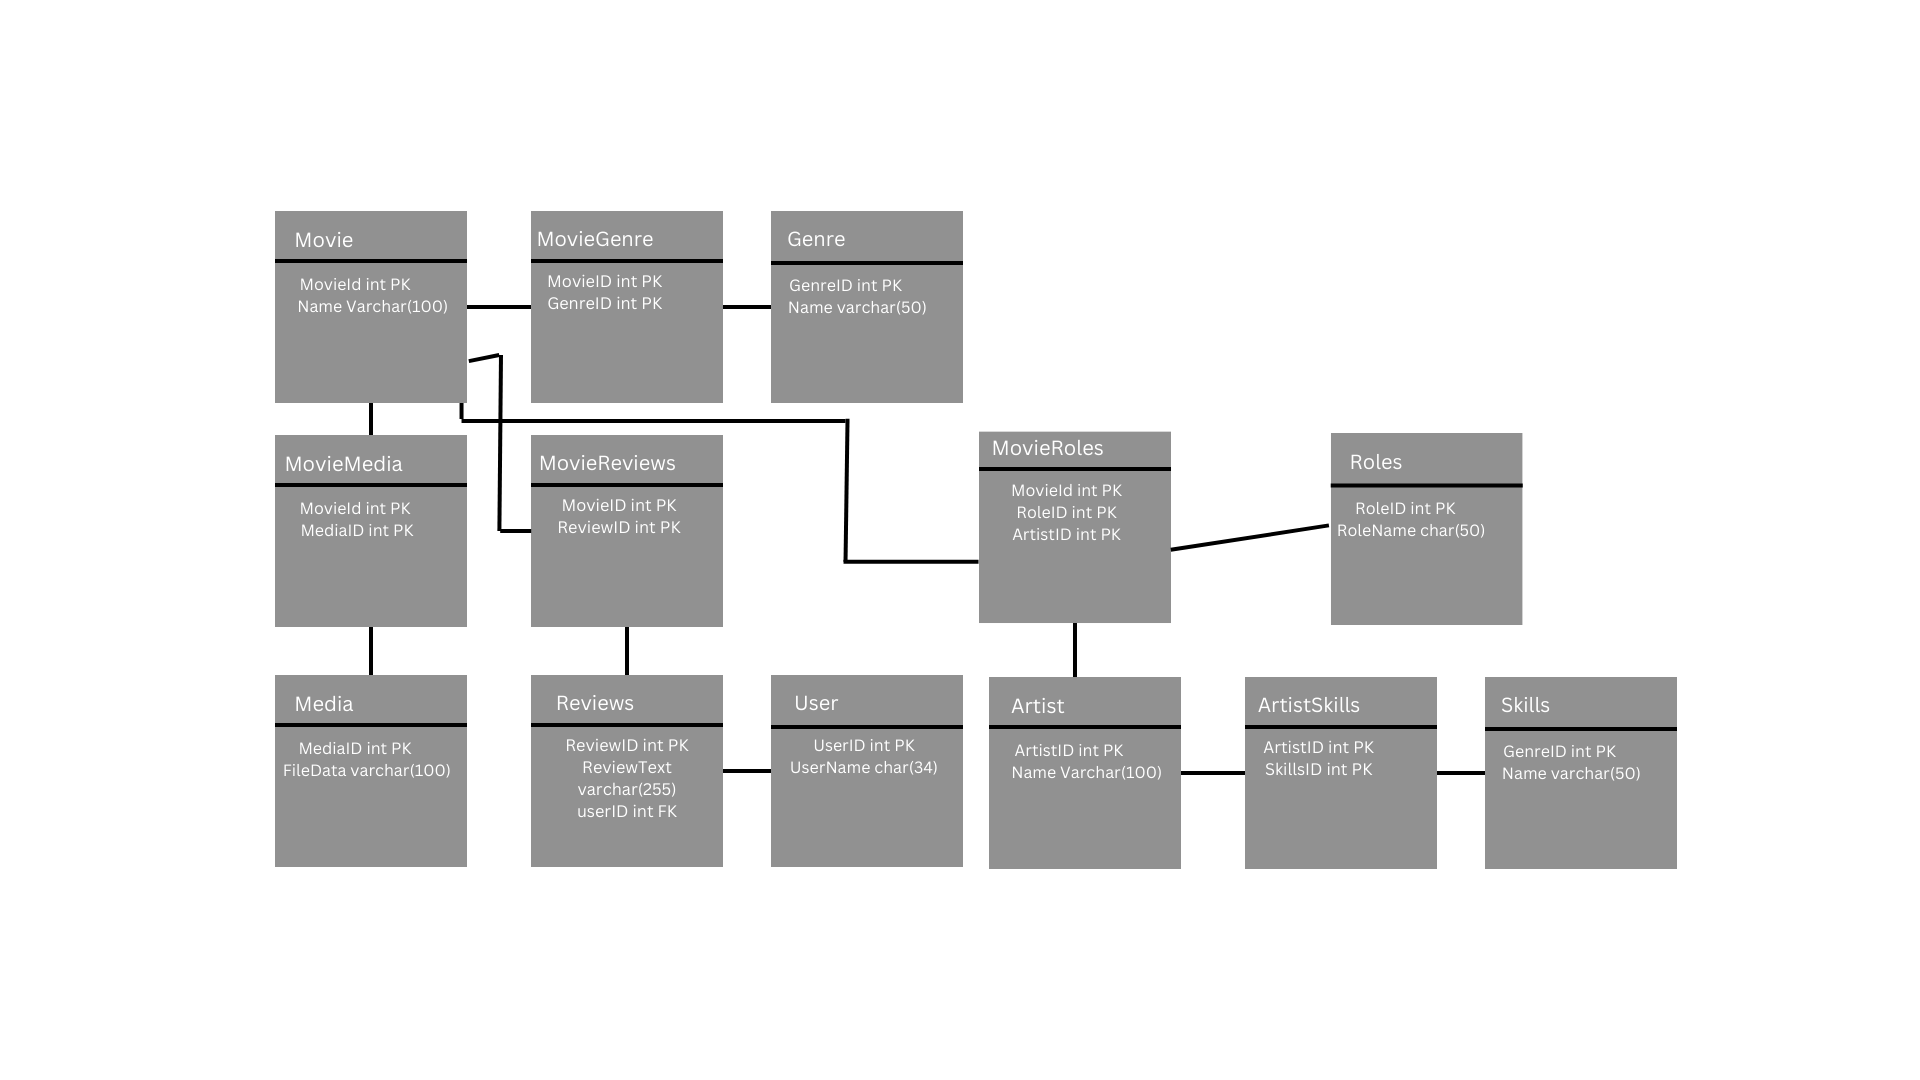 Movie
MovieId int PK
Name Varchar(100)
MovieGenre
MovieID int PK
GenreID int PK
Genre
GenreID int PK
Name varchar(50)
MovieMedia
MovieId int PK
MediaID int PK
MovieReviews
MovieID int PK
ReviewID int PK
MovieRoles
MovieId int PK
RoleID int PK
ArtistID int PK
Roles
RoleID int PK
RoleName char(50)
Media
MediaID int PK
FileData varchar(100)
Reviews
ReviewID int PK
ReviewText
varchar(255)
userID int FK
User
UserID int PK
UserName char(34)
Artist
ArtistID int PK
Name Varchar(100)
ArtistSkills
ArtistID int PK
SkillsID int PK
Skills
GenreID int PK
Name varchar(50)